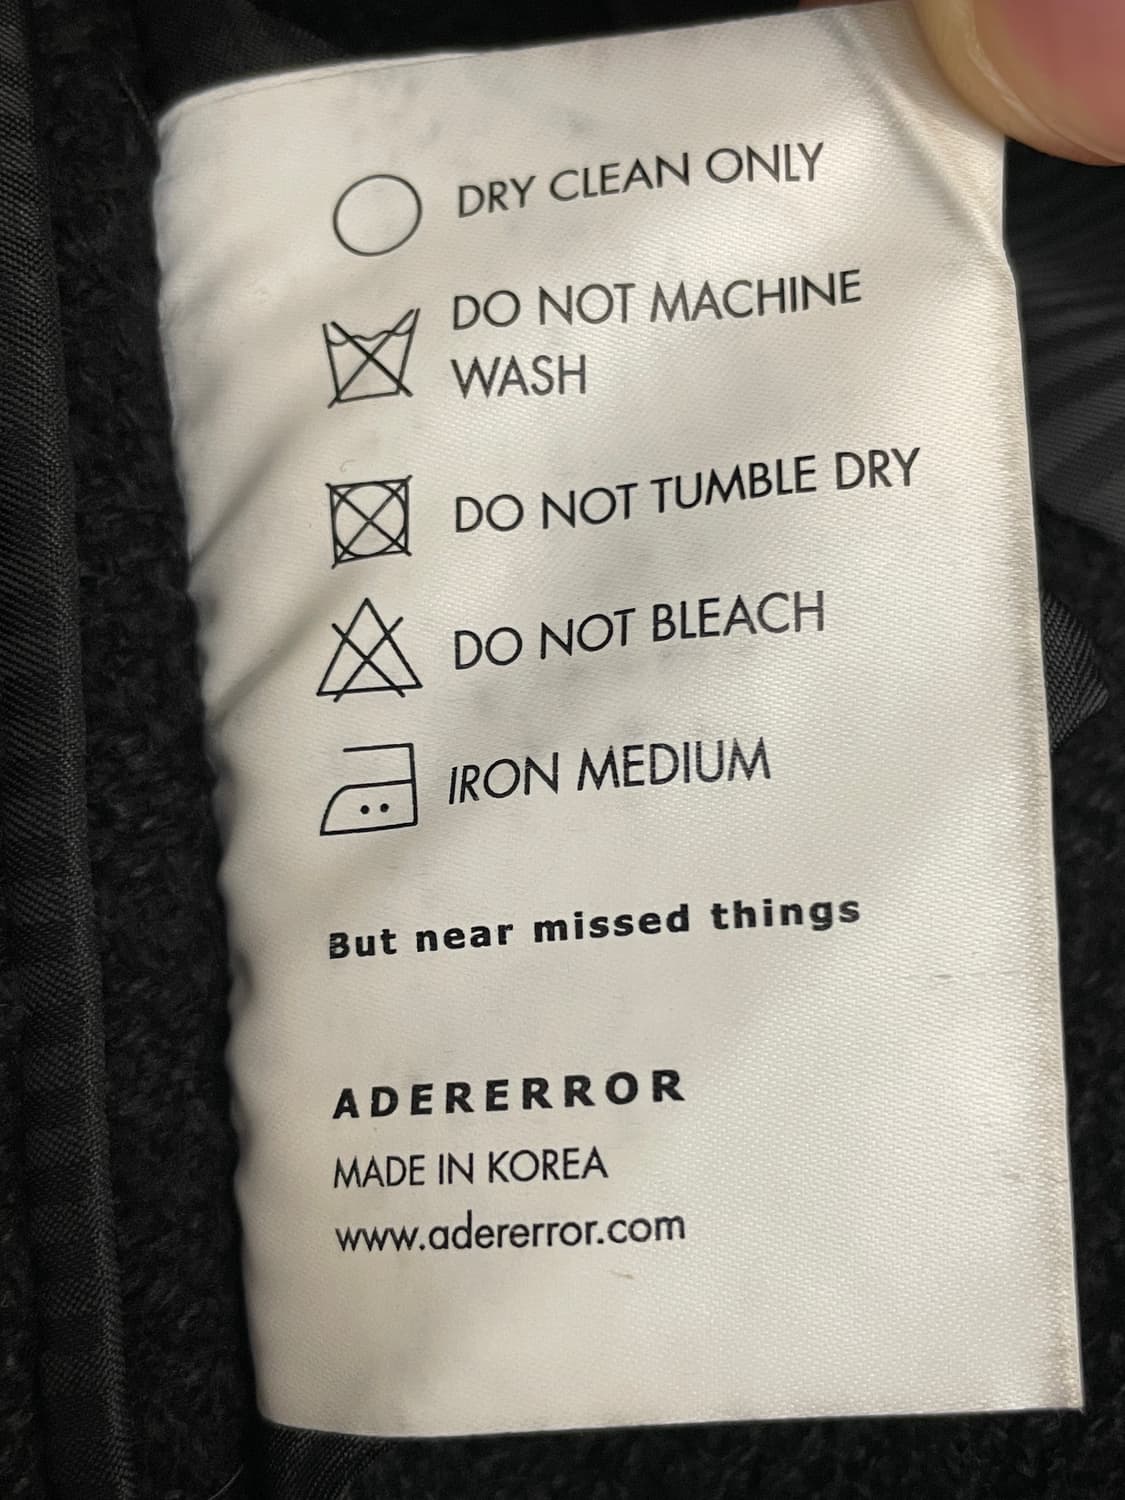 DRY CLEAN ONLY
DO NOT MACHINE
WASH
DO NOT TUMBLE DRY
DO NOT BLEACH
IRON MEDIUM
But near missed things
ADERERROR
MADE IN KOREA
www.adererror.com